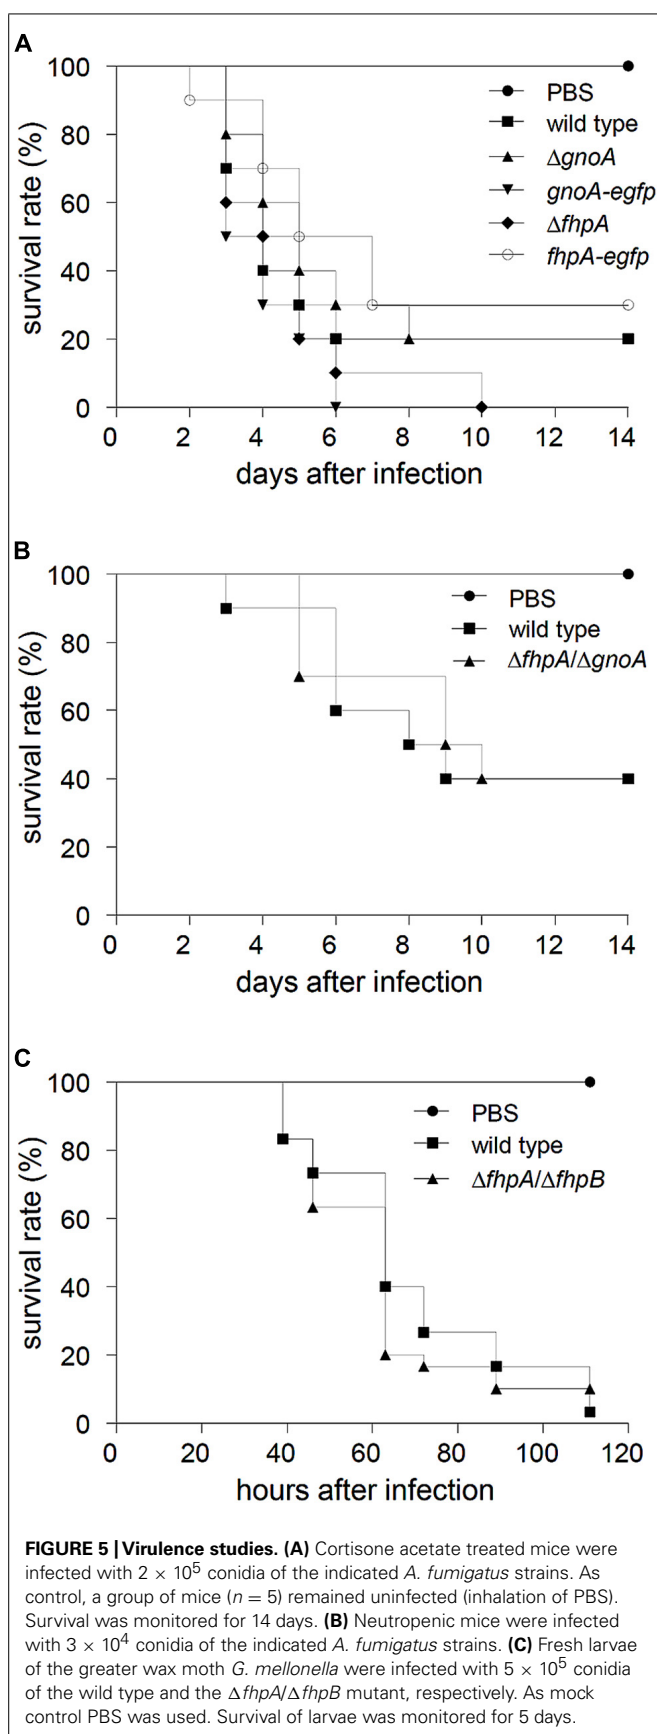 A
100
80
60
40
20
0
survival rate (%)
PBS
wild type
ΔgnoA
gnoA-egfp
ΔfhpA
fhpA-egfp
0 2 4 6 8 10 12 14
days after infection
B
100
80
60
40
20
0
survival rate (%)
PBS
wild type
ΔfhpA/ΔgnoA
0 2 4 6 8 10 12 14
days after infection
C
100
80
60
40
20
0
survival rate (%)
PBS
wild type
ΔfhpA/ΔfhpB
0 20 40 60 80 100 120
hours after infection
FIGURE 5 | Virulence studies. (A) Cortisone acetate treated mice were
infected with 2 × 10⁵ conidia of the indicated A. fumigatus strains. As
control, a group of mice (n = 5) remained uninfected (inhalation of PBS).
Survival was monitored for 14 days. (B) Neutropenic mice were infected
with 3 × 10⁴ conidia of the indicated A. fumigatus strains. (C) Fresh larvae
of the greater wax moth G. mellonella were infected with 5 × 10⁵ conidia
of the wild type and the ΔfhpA/ΔfhpB mutant, respectively. As mock
control PBS was used. Survival of larvae was monitored for 5 days.